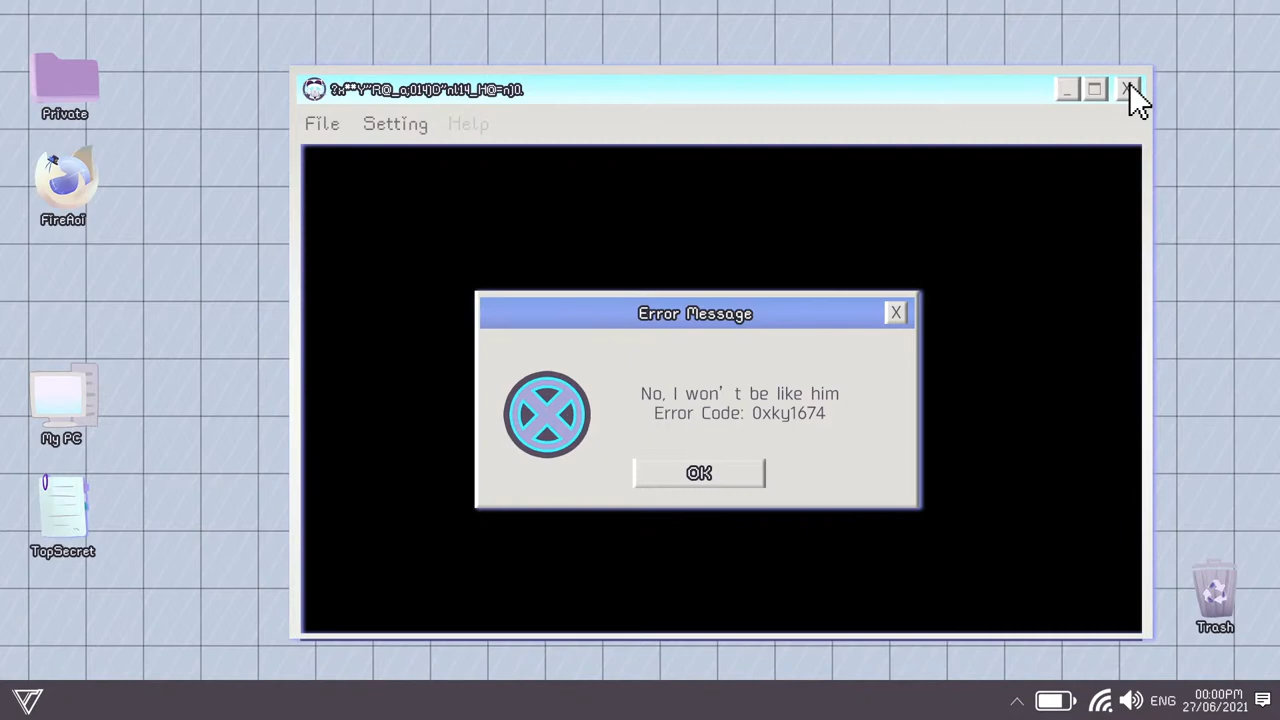 Private
FireAoi
My PC
TopSecret
File Setting Help
Error Message X
No, I won't be like him
Error Code: 0xky1674
OK
Trash
ENG
00:00PM
27/06/2021